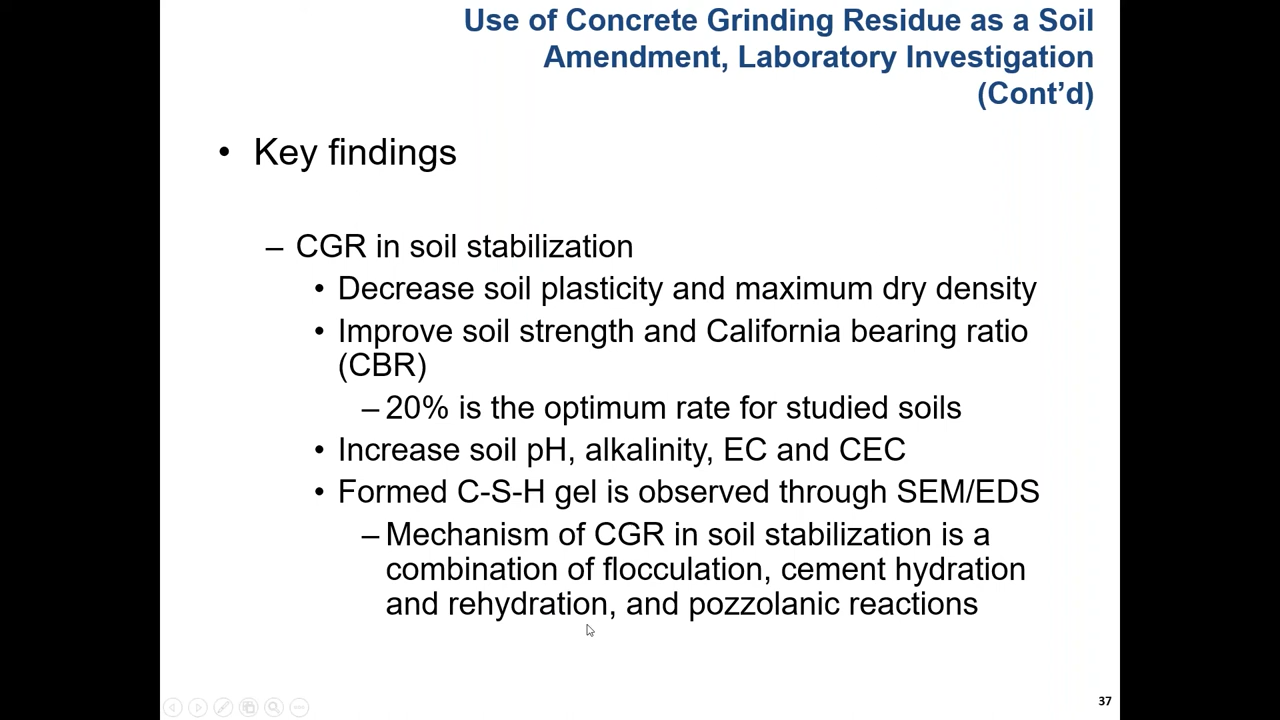 Use of Concrete Grinding Residue as a Soil
Amendment, Laboratory Investigation
(Cont’d)
• Key findings
– CGR in soil stabilization
• Decrease soil plasticity and maximum dry density
• Improve soil strength and California bearing ratio
(CBR)
– 20% is the optimum rate for studied soils
• Increase soil pH, alkalinity, EC and CEC
• Formed C-S-H gel is observed through SEM/EDS
– Mechanism of CGR in soil stabilization is a
combination of flocculation, cement hydration
and rehydration, and pozzolanic reactions
37